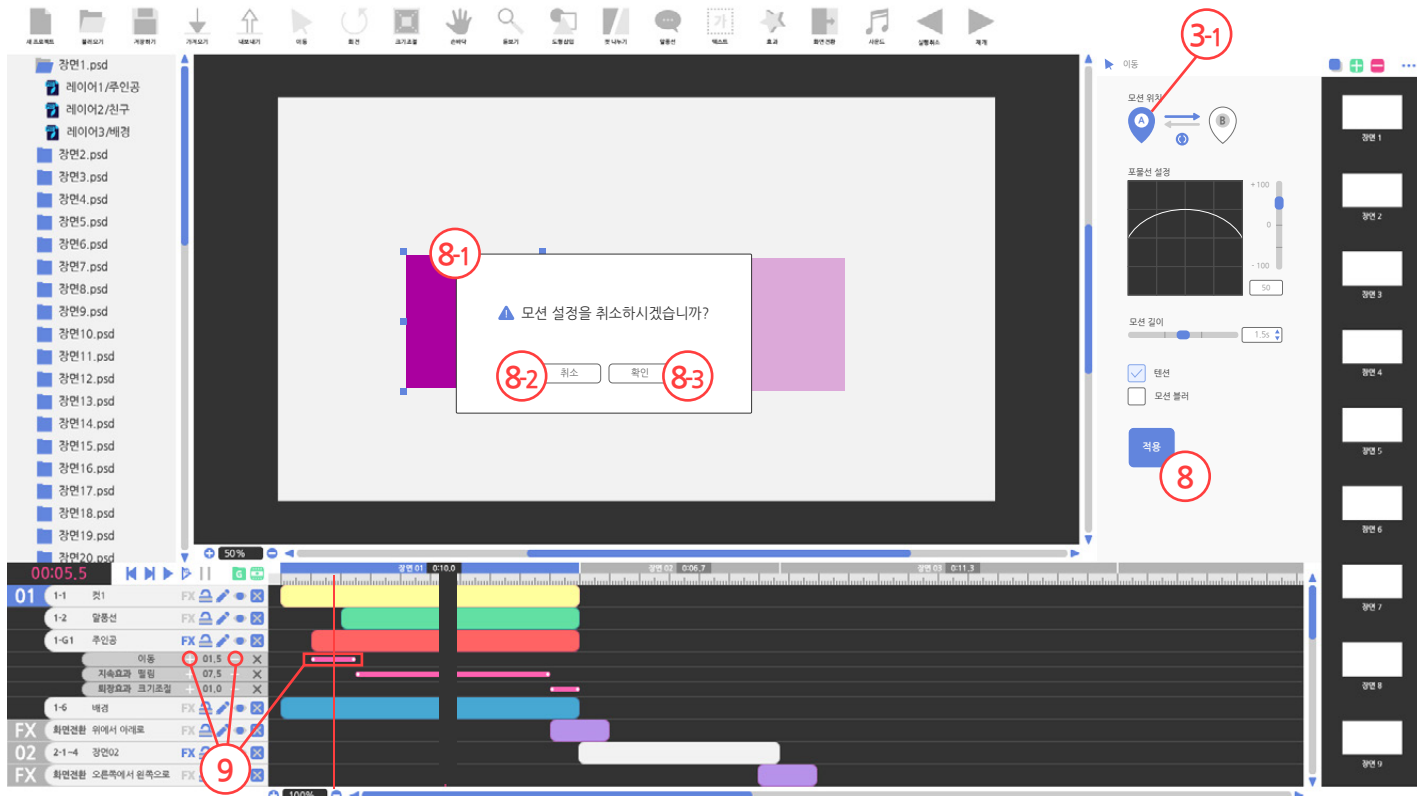 새 프로젝트 불러오기 저장하기 가져오기 내보내기 이동 회전 크기조절 손바닥 돋보기 도형삽입 컷 나누기 말풍선 텍스트 효과 화면전환 사운드 실행취소 재개
가
3-1
장면1.psd
레이어1/주인공
레이어2/친구
레이어3/배경
장면2.psd
장면3.psd
장면4.psd
장면5.psd
장면6.psd
장면7.psd
장면8.psd
장면9.psd
장면10.psd
장면11.psd
장면12.psd
장면13.psd
장면14.psd
장면15.psd
장면16.psd
장면17.psd
장면18.psd
장면19.psd
장면20.psd
8-1
모션 설정을 취소하시겠습니까?
8-2 취소 확인 8-3
50%
이동
모션 위치
A B
포물선 설정
+100
0
-100
50
모션 길이
1.5s
텐션
모션 블러
적용
8
장면 1
장면 2
장면 3
장면 4
장면 5
장면 6
장면 7
장면 8
장면 9
00:05.5 G 장면 01 0:10.0 장면 02 0:06.7 장면 03 0:11.3
01 1-1 컷1 FX
1-2 말풍선 FX
1-G1 주인공 FX
이동 01.5
지속효과 떨림 07.5
퇴장효과 크기조절 01.0
1-6 배경 FX
FX 화면전환 위에서 아래로 FX
02 2-1-4 장면02 FX
FX 화면전환 오른쪽에서 왼쪽으로 FX
9
100%